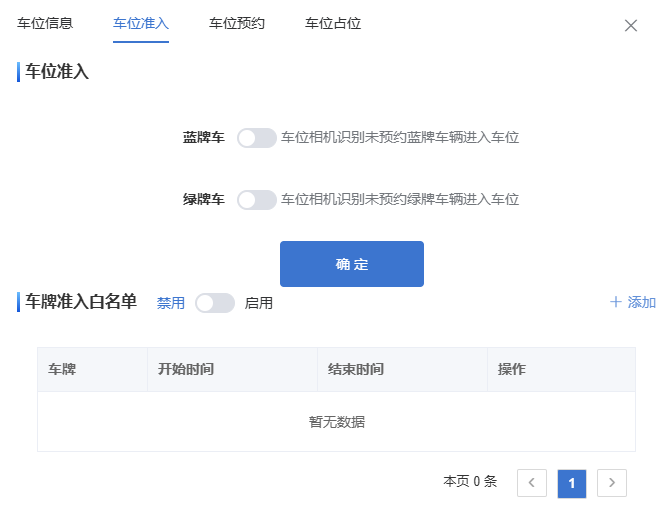 车位信息 车位准入 车位预约 车位占位
车位准入
蓝牌车 车位相机识别未预约蓝牌车辆进入车位
绿牌车 车位相机识别未预约绿牌车辆进入车位
确 定
车牌准入白名单 禁用 启用 + 添加
车牌 开始时间 结束时间 操作
暂无数据
本页 0 条 < 1 >